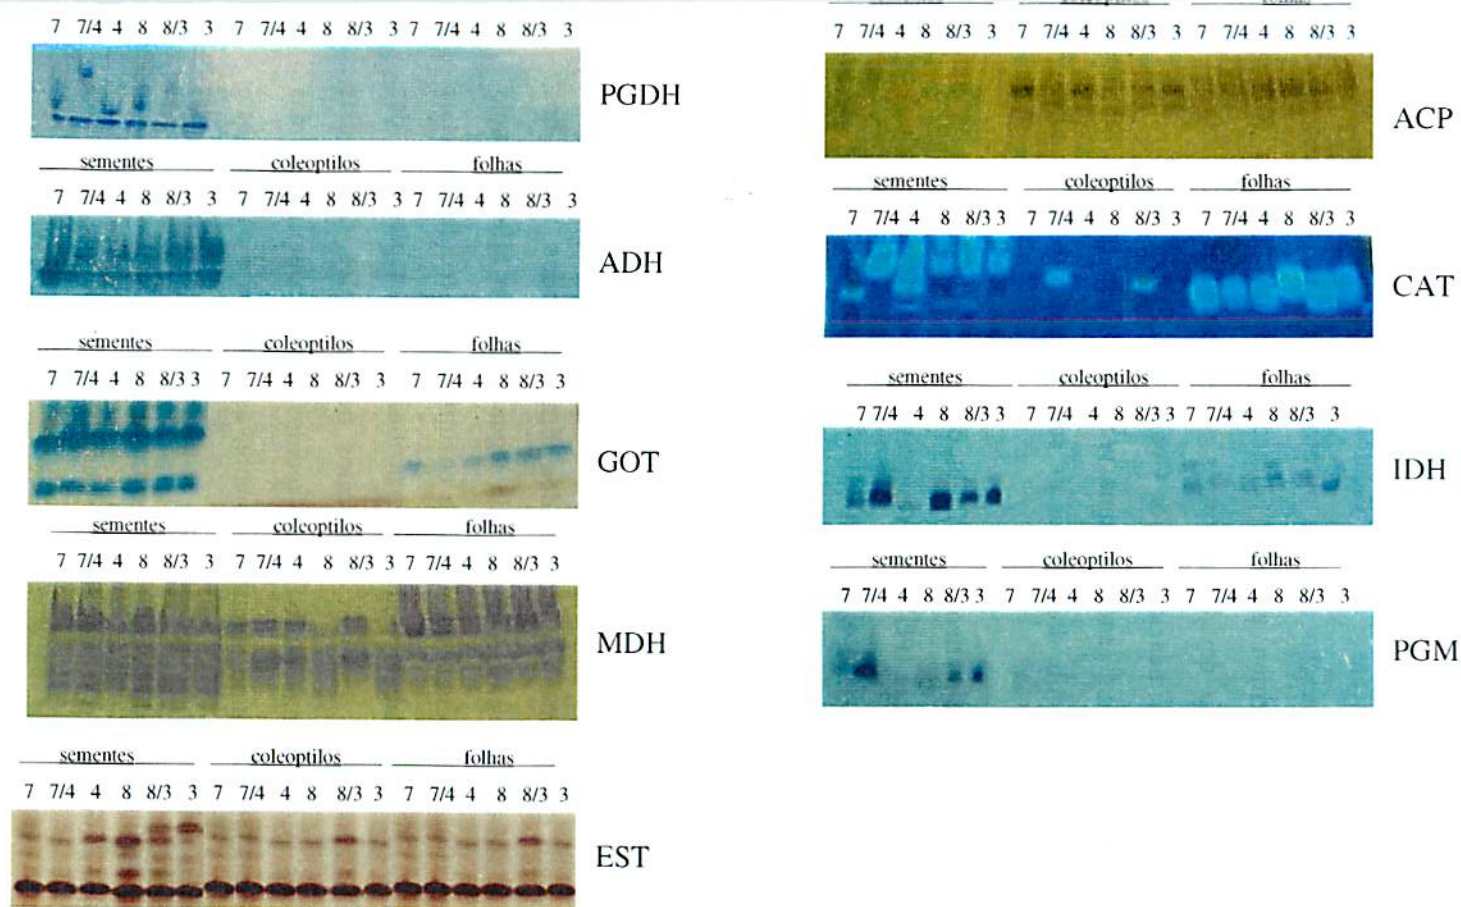 7 7/4 4 8 8/3 3 7 7/4 4 8 8/3 3 7 7/4 4 8 8/3 3
PGDH
sementes coleoptilos folhas
7 7/4 4 8 8/3 3 7 7/4 4 8 8/3 3 7 7/4 4 8 8/3 3
ADH
sementes coleoptilos folhas
7 7/4 4 8 8/3 3 7 7/4 4 8 8/3 3 7 7/4 4 8 8/3 3
GOT
sementes coleoptilos folhas
7 7/4 4 8 8/3 3 7 7/4 4 8 8/3 3 7 7/4 4 8 8/3 3
MDH
sementes coleoptilos folhas
7 7/4 4 8 8/3 3 7 7/4 4 8 8/3 3 7 7/4 4 8 8/3 3
EST
7 7/4 4 8 8/3 3 7 7/4 4 8 8/3 3 7 7/4 4 8 8/3 3
ACP
sementes coleoptilos folhas
7 7/4 4 8 8/3 3 7 7/4 4 8 8/3 3 7 7/4 4 8 8/3 3
CAT
sementes coleoptilos folhas
7 7/4 4 8 8/3 3 7 7/4 4 8 8/3 3 7 7/4 4 8 8/3 3
IDH
sementes coleoptilos folhas
7 7/4 4 8 8/3 3 7 7/4 4 8 8/3 3 7 7/4 4 8 8/3 3
PGM